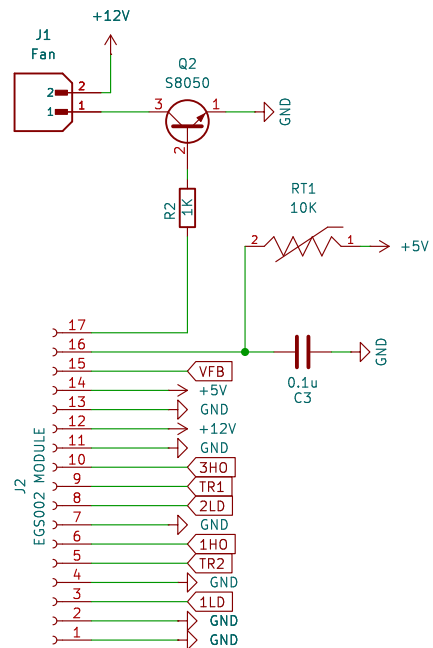 +12V
J1
Fan
2 2
1 1
Q2
S8050
3
1
GND
2
R2
1K
RT1
10K
2
1
+5V
GND
0.1u
C3
17
16
15 VFB
14 +5V
13 GND
12 +12V
11 GND
10 3HO
9 TR1
8 2LD
7 GND
6 1HO
5 TR2
4 GND
3 1LD
2 GND
1 GND
J2
EGS002 MODULE